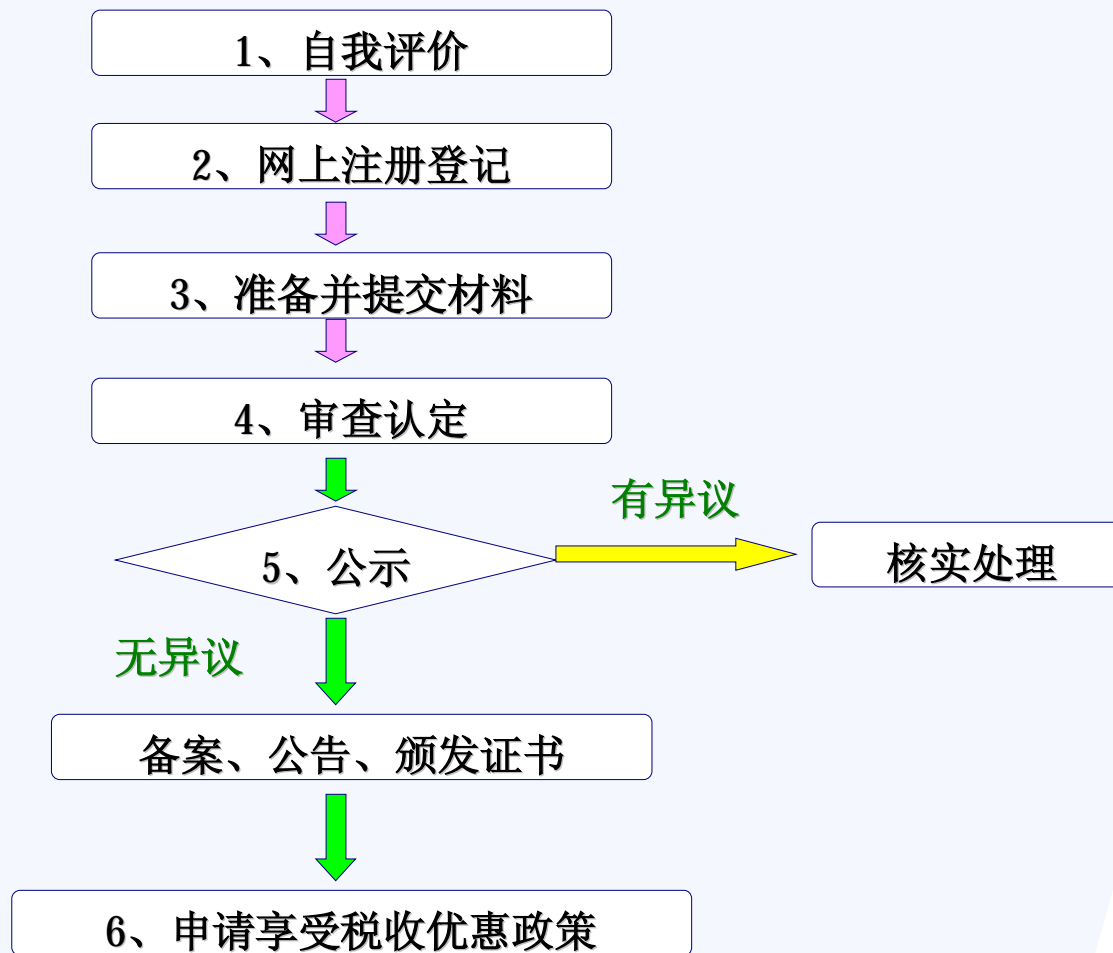 1、自我评价
2、网上注册登记
3、准备并提交材料
4、审查认定
有异议
5、公示
核实处理
无异议
备案、公告、颁发证书
6、申请享受税收优惠政策